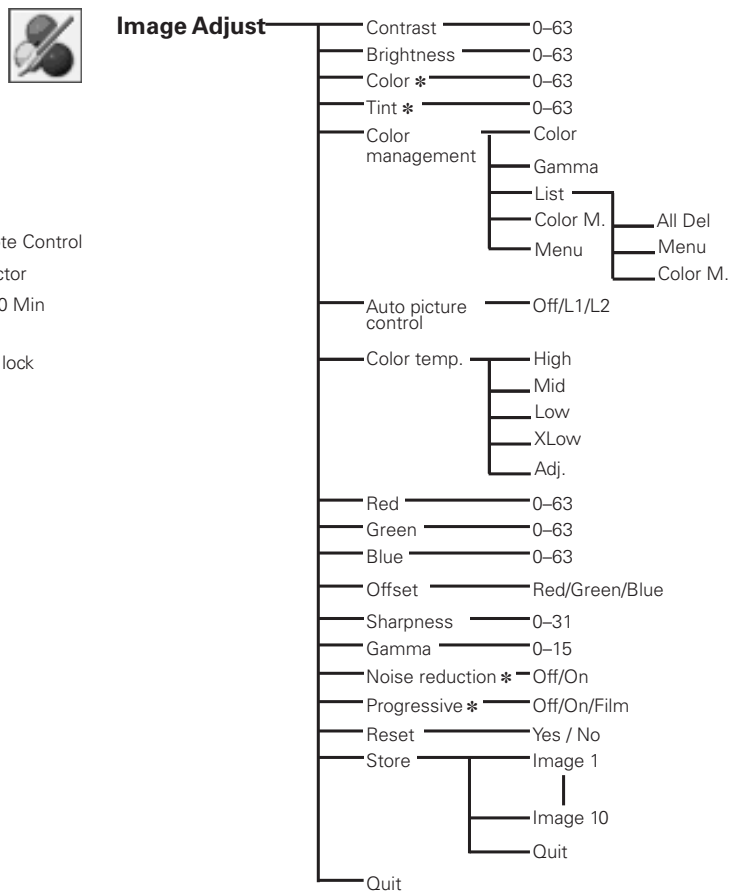 Image Adjust
Contrast 0–63
Brightness 0–63
Color ✻ 0–63
Tint ✻ 0–63
Color
management
Color
Gamma
List
Color M.
Menu
All Del
Menu
Color M.
Auto picture
control
Off/L1/L2
Color temp.
High
Mid
Low
XLow
Adj.
Red 0–63
Green 0–63
Blue 0–63
Offset Red/Green/Blue
Sharpness 0–31
Gamma 0–15
Noise reduction ✻ Off/On
Progressive ✻ Off/On/Film
Reset Yes / No
Store
Image 1
Image 10
Quit
Quit
Control
0 Min
lock